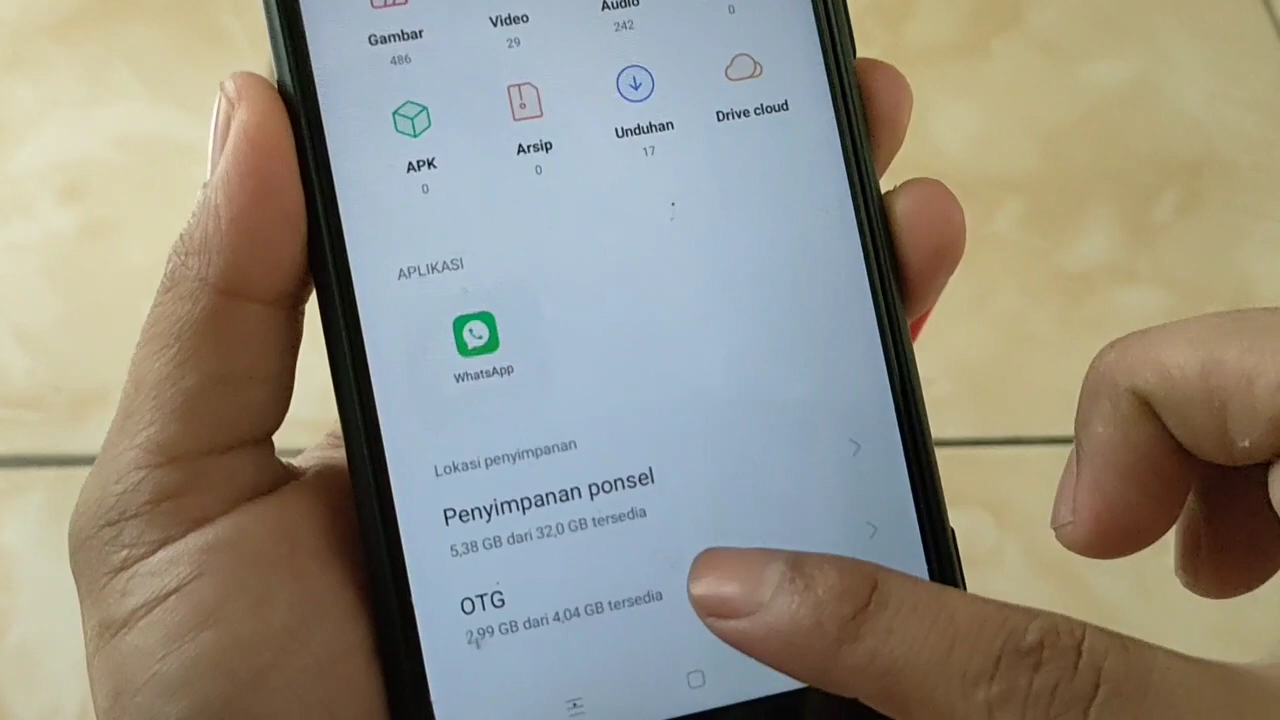 Gambar
486
Video
29
Audio
242
0
APK
0
Arsip
0
Unduhan
17
Drive cloud
APLIKASI
WhatsApp
Lokasi penyimpanan
Penyimpanan ponsel
5,38 GB dari 32,0 GB tersedia
OTG
2,99 GB dari 4,04 GB tersedia